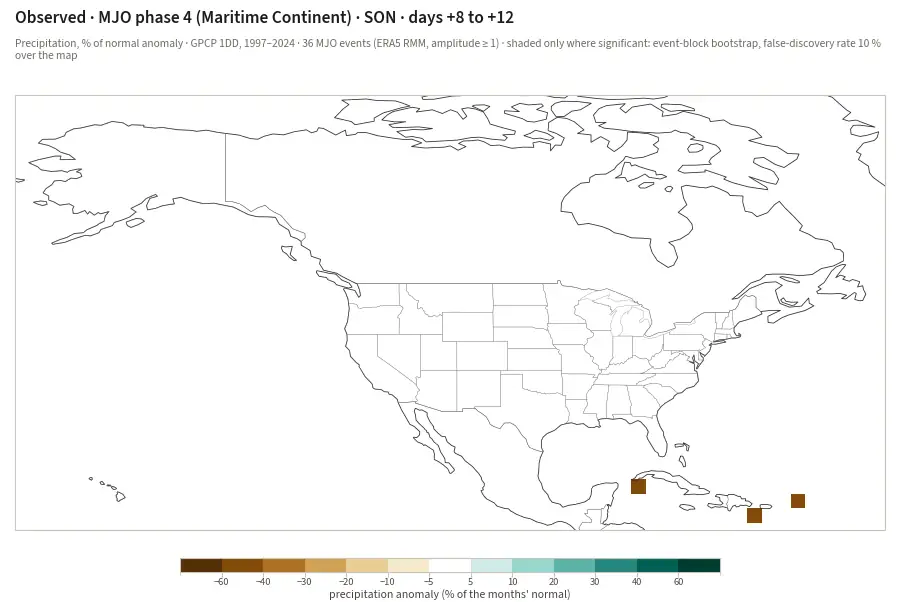 Observed · MJO phase 4 (Maritime Continent) · SON · days +8 to +12
Precipitation, % of normal anomaly · GPCP 1DD, 1997–2024 · 36 MJO events (ERA5 RMM, amplitude ≥ 1) · shaded only where significant: event-block bootstrap, false-discovery rate 10 %
over the map
−60 −40 −30 −20 −10 −5 5 10 20 30 40 60
precipitation anomaly (% of the months' normal)